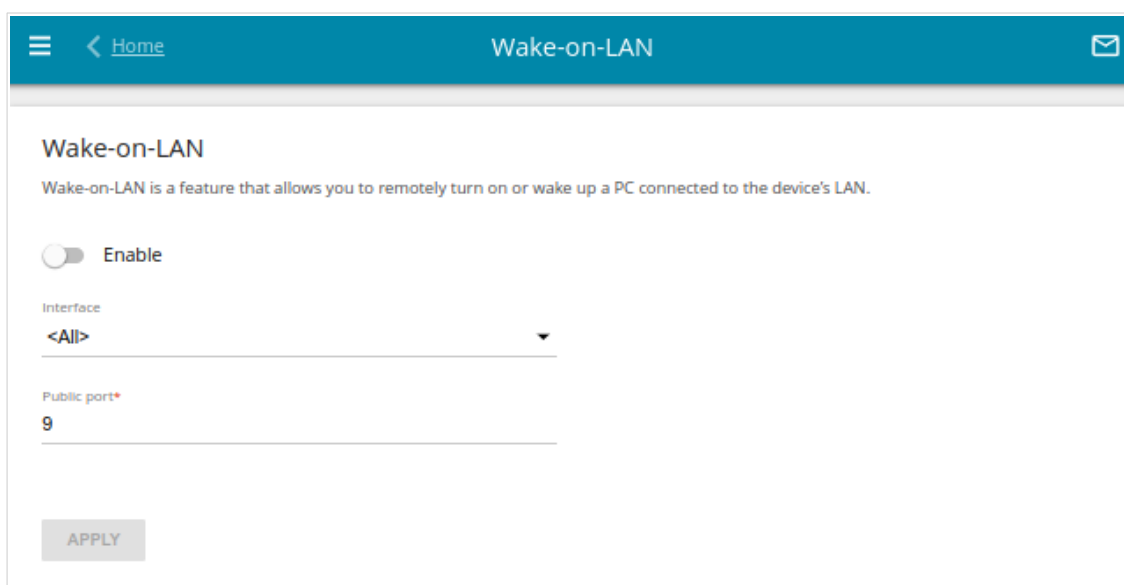 Home
Wake-on-LAN
Wake-on-LAN
Wake-on-LAN is a feature that allows you to remotely turn on or wake up a PC connected to the device's LAN.
Enable
Interface
<All>
Public port*
9
APPLY